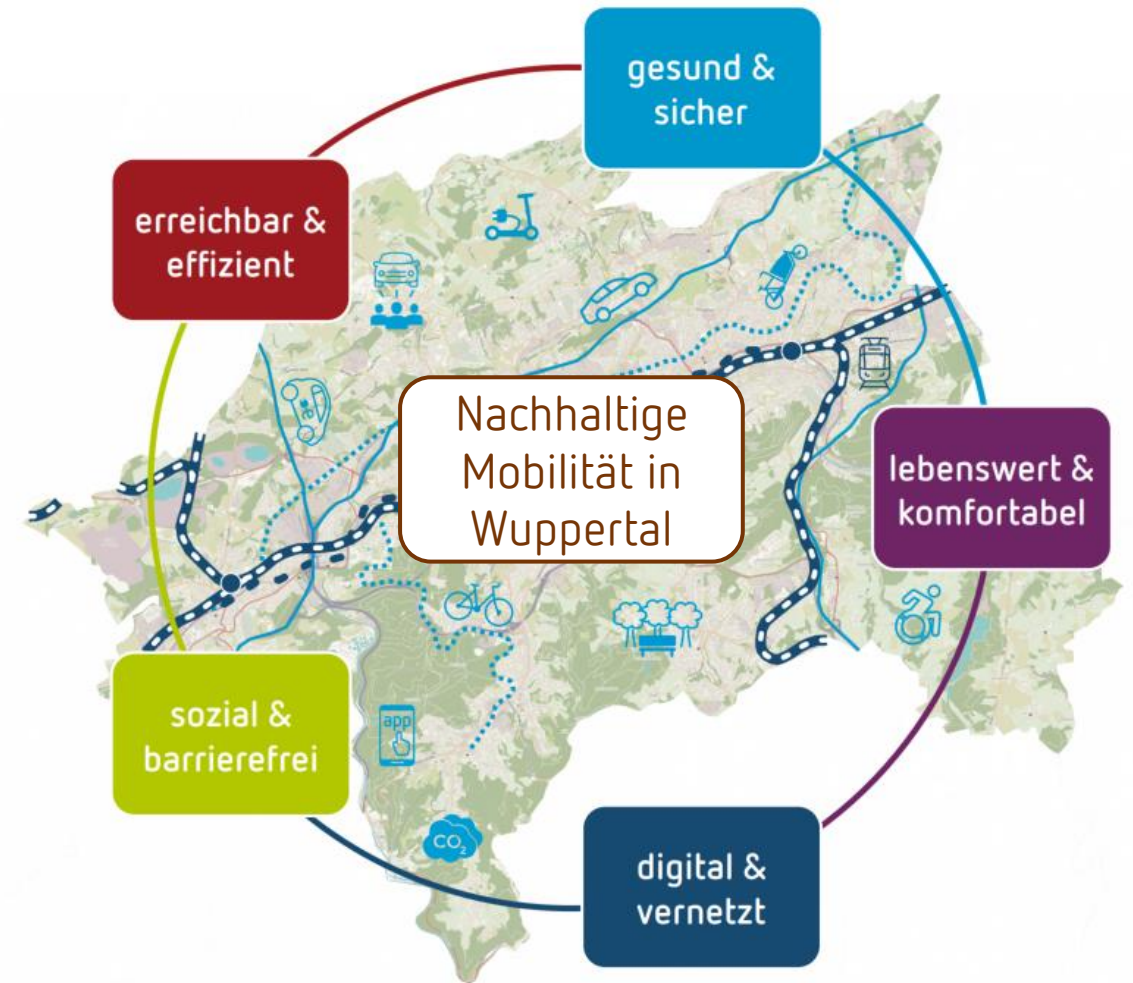 gesund &
sicher
erreichbar &
effizient
Nachhaltige
Mobilität in
Wuppertal
lebenswert &
komfortabel
sozial &
barrierefrei
app
CO₂
digital &
vernetzt